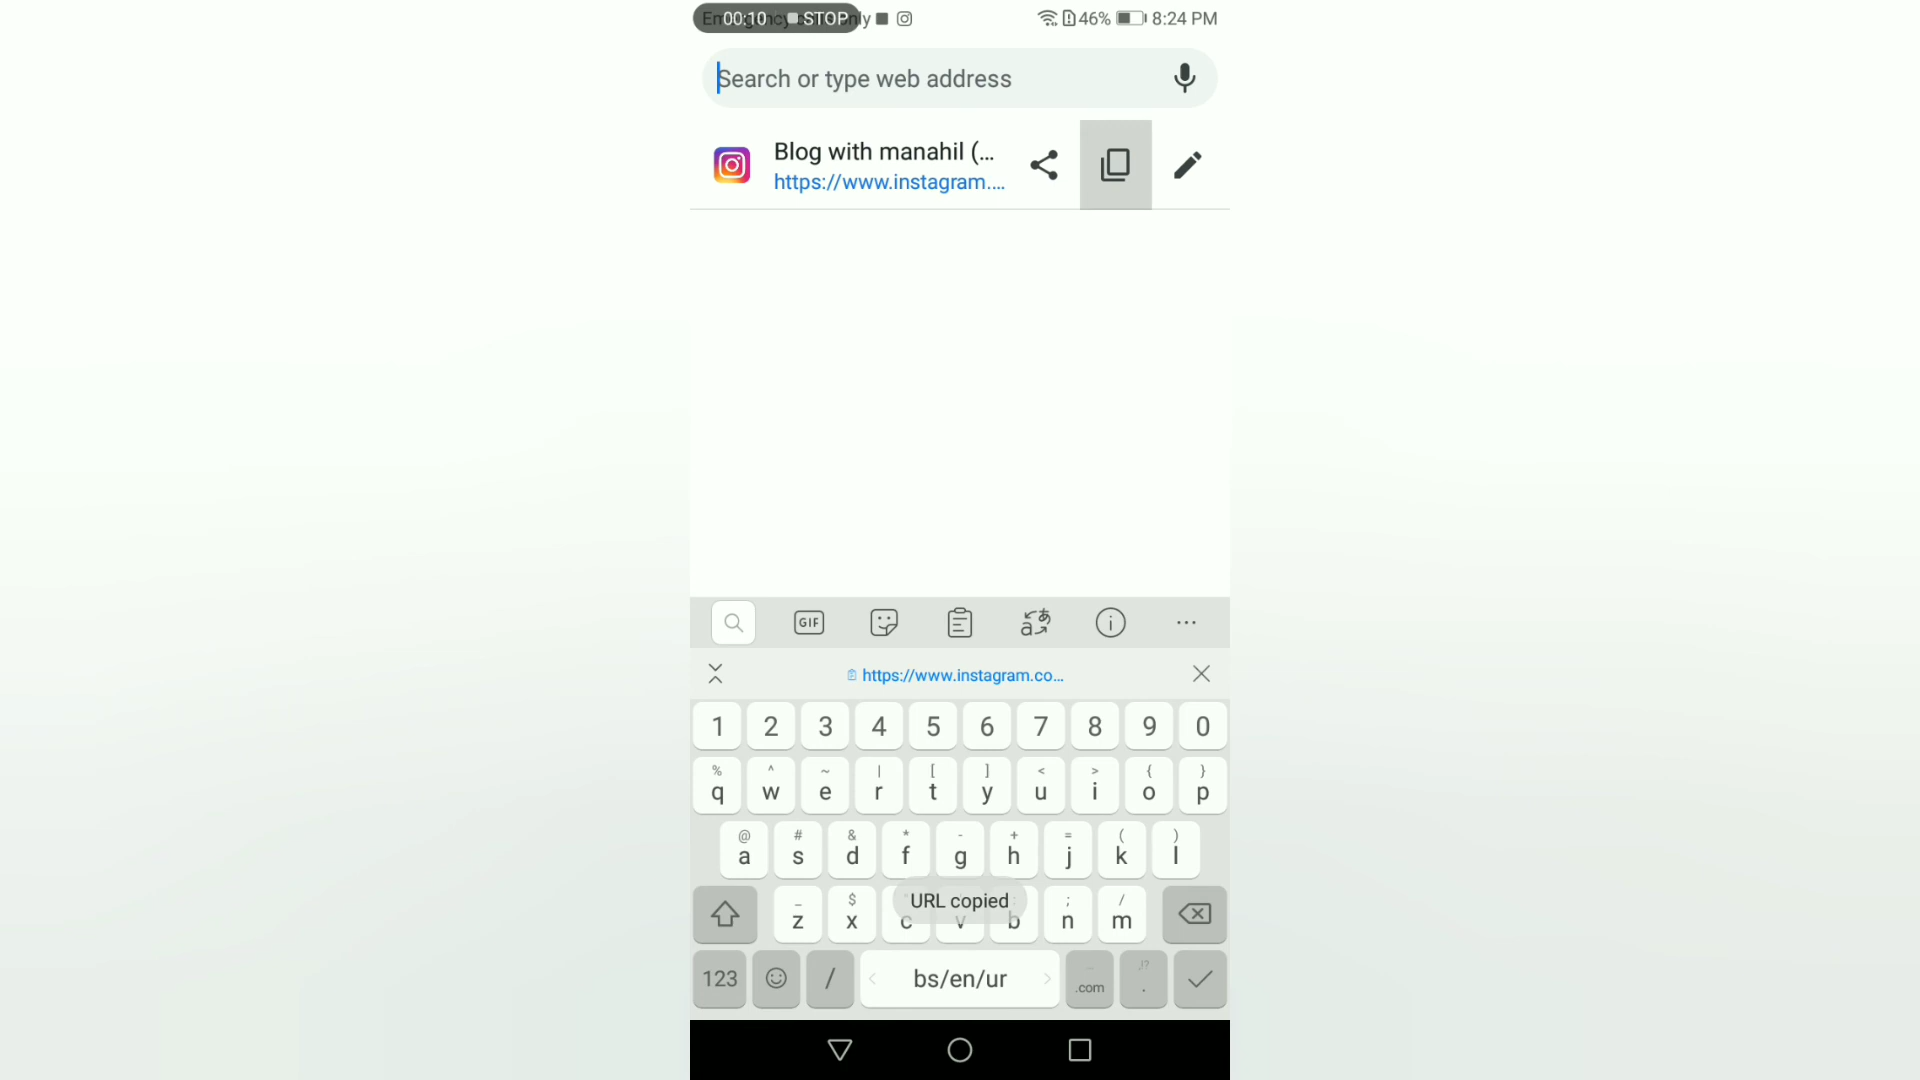 00:10 STOP
46% 8:24 PM
Search or type web address
Blog with manahil (...
https://www.instagram....
GIF
https://www.instagram.co...
1 2 3 4 5 6 7 8 9 0
% ^ ~ | [ ] < > { }
q w e r t y u i o p
@ # & * - + = ( )
a s d f g h j k l
_ $ ; /
URL copied
z x c v b n m
123 / bs/en/ur .com .